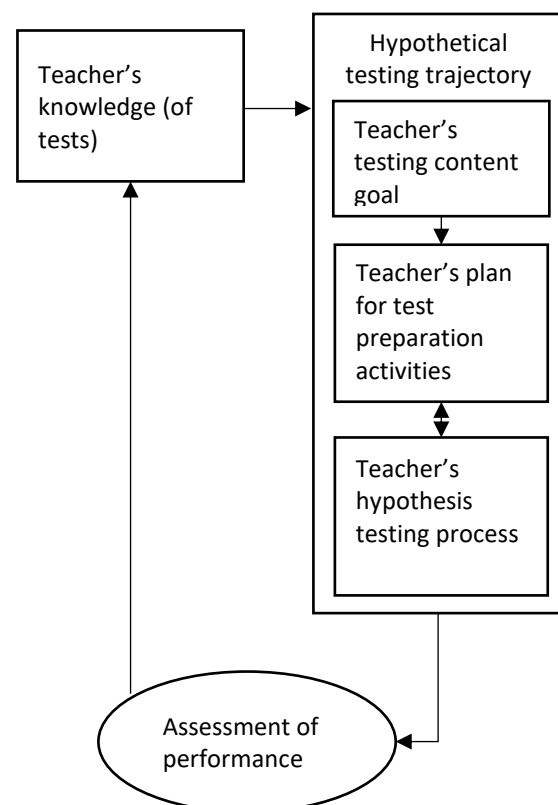 Teacher’s
knowledge (of
tests)
Hypothetical
testing trajectory
Teacher’s
testing content
goal
Teacher’s plan
for test
preparation
activities
Teacher’s
hypothesis
testing process
Assessment of
performance